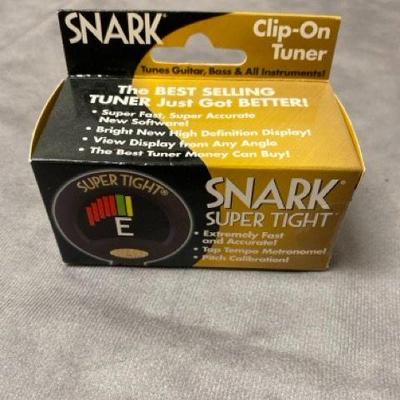 SNARK®
Clip-On
Tuner
Tunes Guitar, Bass & All Instruments!
The BEST SELLING
TUNER Just Got BETTER!
• Super Fast, Super Accurate
New Software!
• Bright New High Definition Display!
• View Display from Any Angle
• The Best Tuner Money Can Buy!
SUPER TIGHT®
E
SNARK®
SUPER TIGHT
• Extremely Fast
and Accurate!
• Tap Tempo Metronome!
• Pitch Calibration!